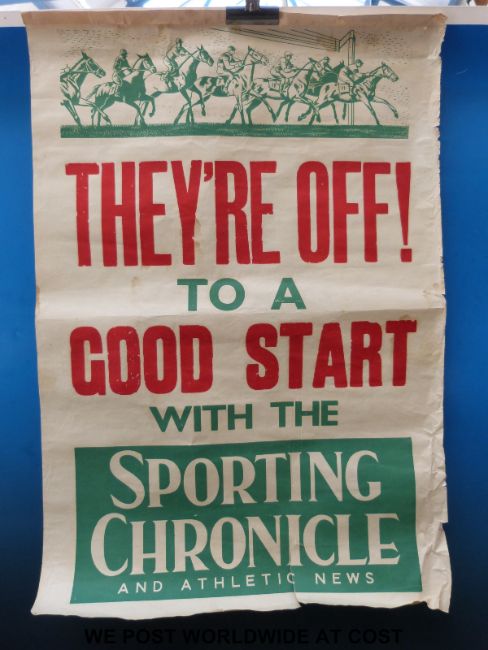 THEY'RE OFF!
TO A
GOOD START
WITH THE
SPORTING
CHRONICLE
AND ATHLETIC NEWS
WE POST WORLDWIDE AT COST